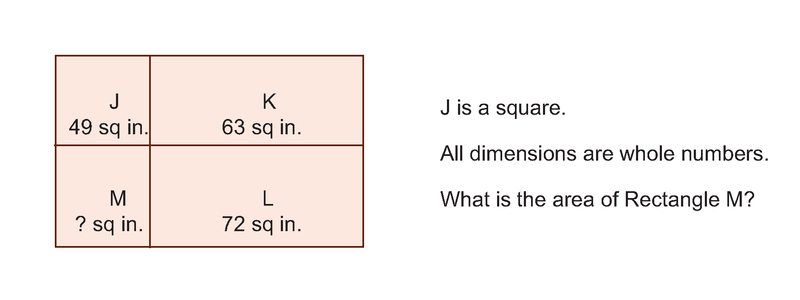 J
49 sq in.
K
63 sq in.
M
? sq in.
L
72 sq in.
J is a square.
All dimensions are whole numbers.
What is the area of Rectangle M?